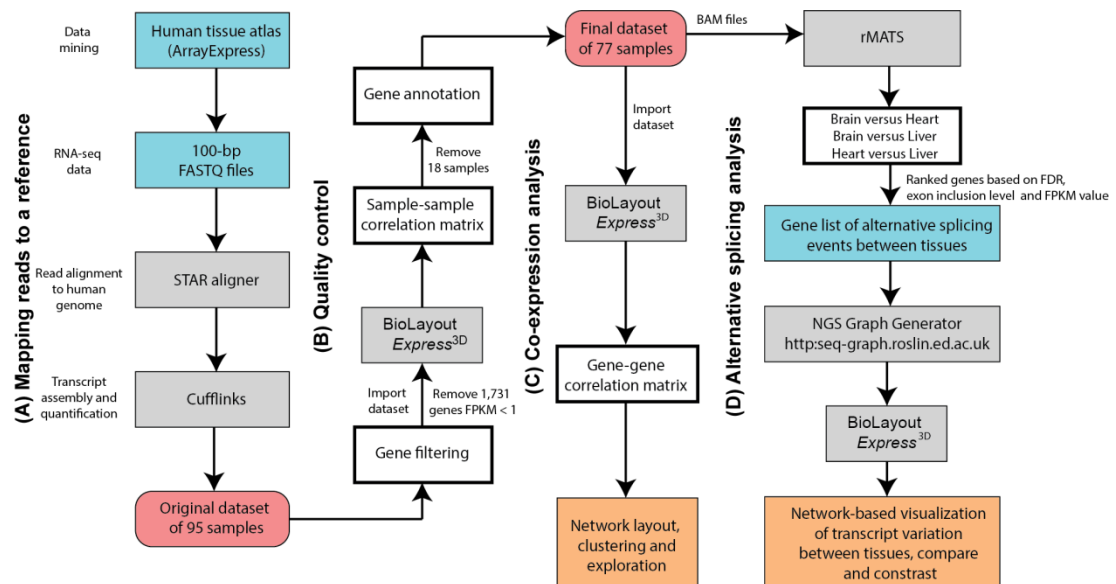 (A) Mapping reads to a reference
Data
mining
Human tissue atlas
(ArrayExpress)
RNA-seq
data
100-bp
FASTQ files
Read alignment
to human
genome
STAR aligner
Transcript
assembly and
quantification
Cufflinks
Original dataset
of 95 samples
(B) Quality control
Gene filtering
Import
dataset
Remove 1,731
genes FPKM < 1
BioLayout
Express3D
Sample-sample
correlation matrix
Remove
18 samples
Gene annotation
Final dataset
of 77 samples
(C) Co-expression analysis
Import
dataset
BioLayout
Express3D
Gene-gene
correlation matrix
Network layout,
clustering and
exploration
BAM files
(D) Alternative splicing analysis
rMATS
Brain versus Heart
Brain versus Liver
Heart versus Liver
Ranked genes based on FDR,
exon inclusion level and FPKM value
Gene list of alternative splicing
events between tissues
NGS Graph Generator
http:seq-graph.roslin.ed.ac.uk
BioLayout
Express3D
Network-based visualization
of transcript variation
between tissues, compare
and constrast